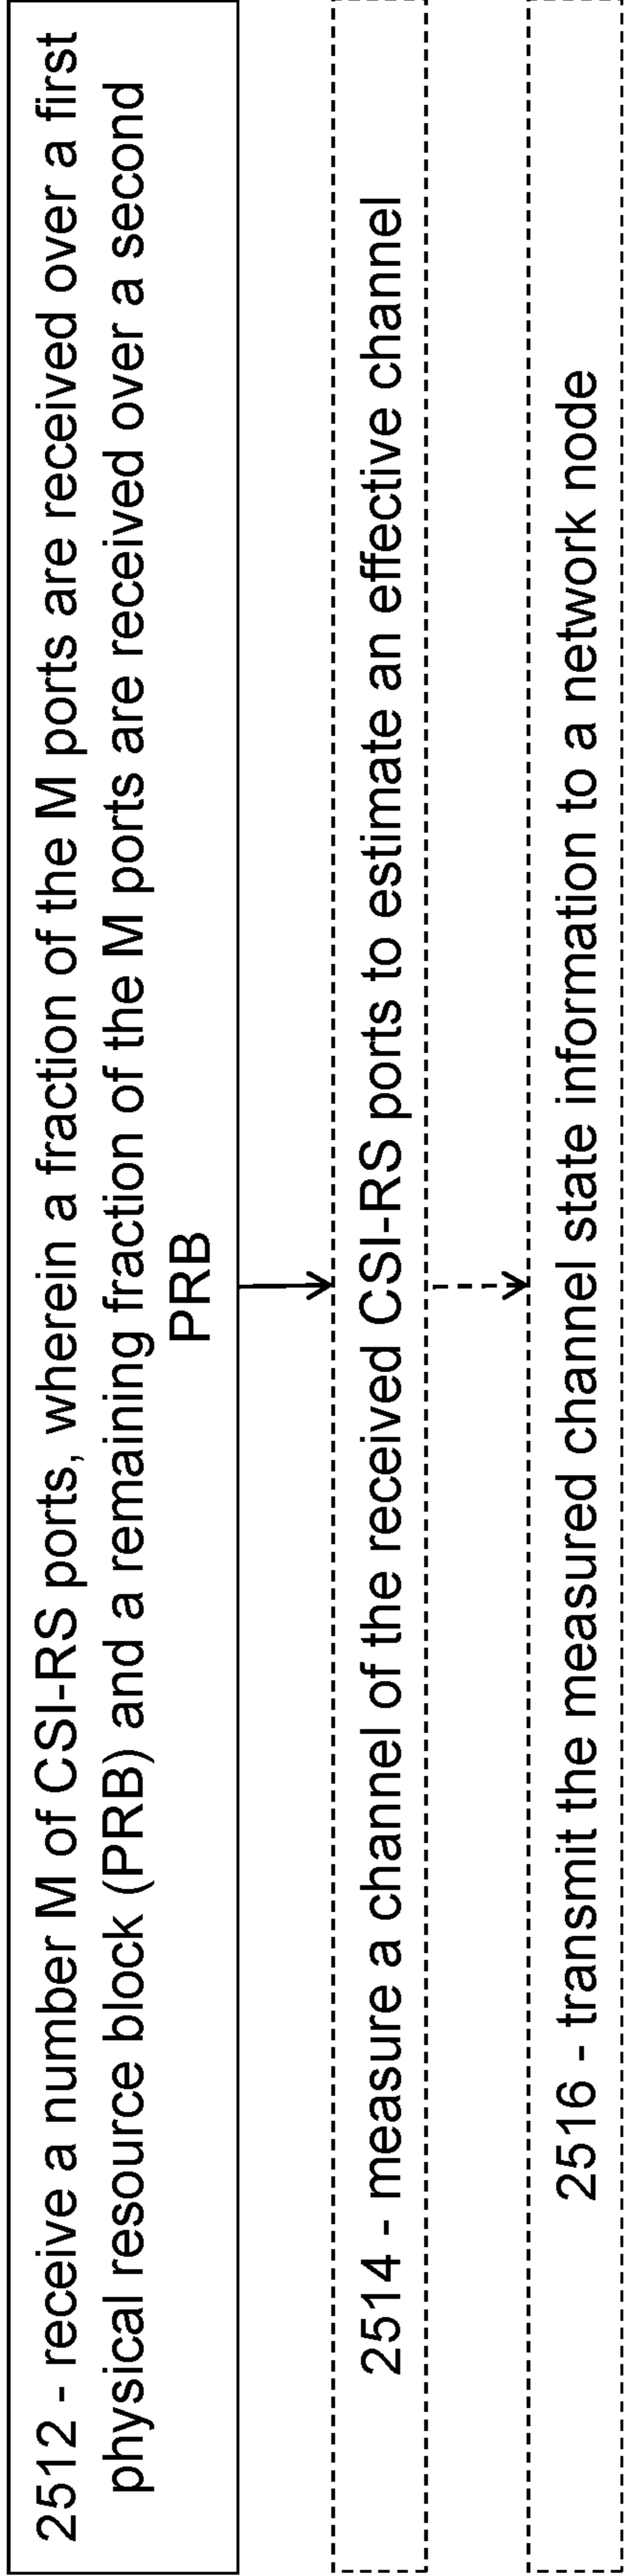 2512 - receive a number M of CSI-RS ports, wherein a fraction of the M ports are received over a first
physical resource block (PRB) and a remaining fraction of the M ports are received over a second
PRB
2514 - measure a channel of the received CSI-RS ports to estimate an effective channel
2516 - transmit the measured channel state information to a network node